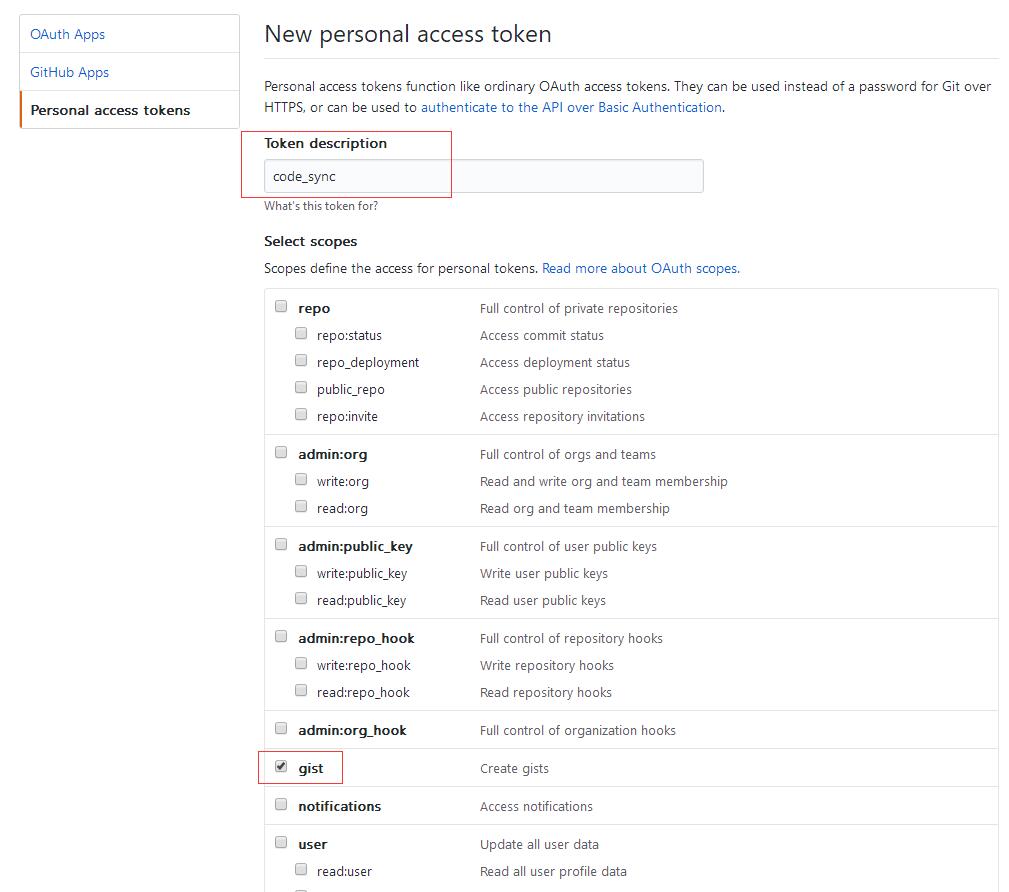 OAuth Apps
GitHub Apps
Personal access tokens
New personal access token
Personal access tokens function like ordinary OAuth access tokens. They can be used instead of a password for Git over
HTTPS, or can be used to authenticate to the API over Basic Authentication.
Token description
code_sync
What's this token for?
Select scopes
Scopes define the access for personal tokens. Read more about OAuth scopes.
repo Full control of private repositories
repo:status Access commit status
repo_deployment Access deployment status
public_repo Access public repositories
repo:invite Access repository invitations
admin:org Full control of orgs and teams
write:org Read and write org and team membership
read:org Read org and team membership
admin:public_key Full control of user public keys
write:public_key Write user public keys
read:public_key Read user public keys
admin:repo_hook Full control of repository hooks
write:repo_hook Write repository hooks
read:repo_hook Read repository hooks
admin:org_hook Full control of organization hooks
gist Create gists
notifications Access notifications
user Update all user data
read:user Read all user profile data